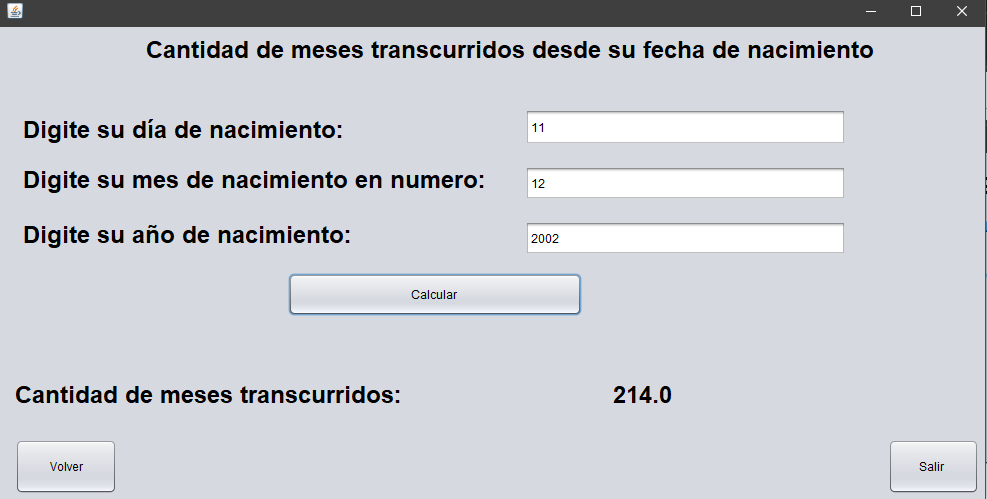 Cantidad de meses transcurridos desde su fecha de nacimiento
Digite su día de nacimiento: 11
Digite su mes de nacimiento en numero: 12
Digite su año de nacimiento: 2002
Calcular
Cantidad de meses transcurridos: 214.0
Volver Salir